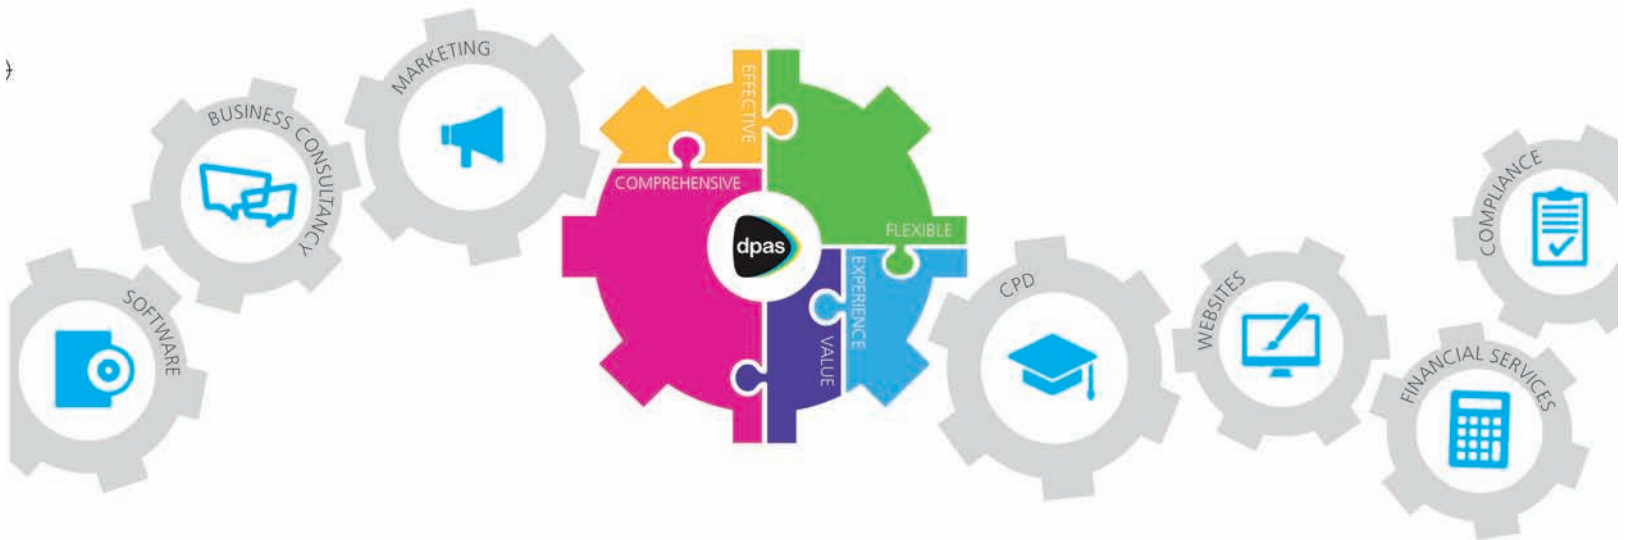 SOFTWARE
BUSINESS CONSULTANCY
MARKETING
EFFECTIVE
COMPREHENSIVE
dpas
FLEXIBLE
EXPERIENCE
VALUE
CPD
WEBSITES
FINANCIAL SERVICES
COMPLIANCE